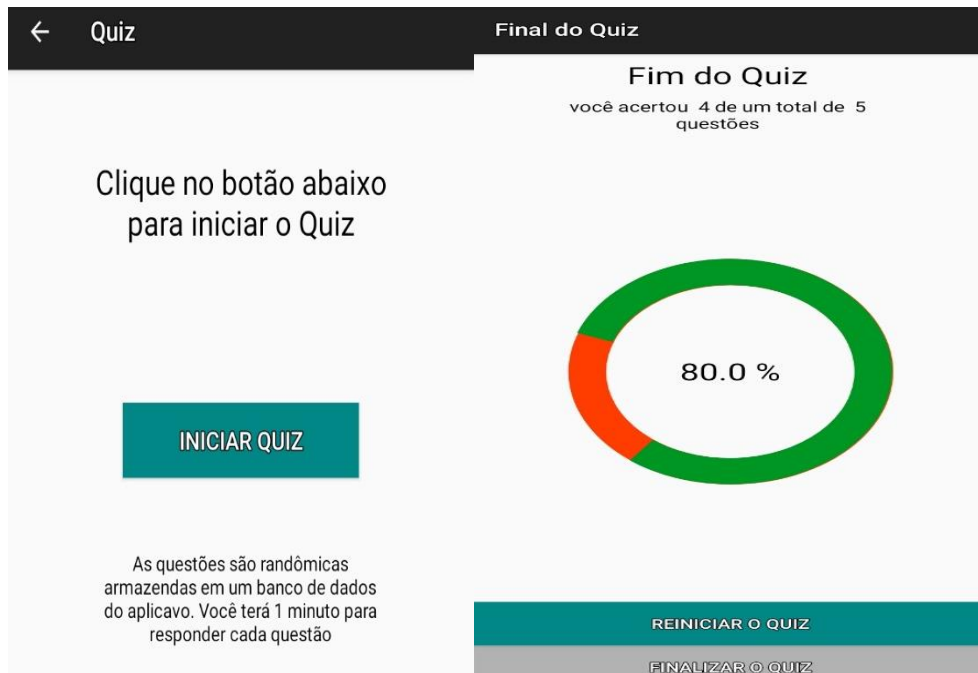 Quiz
Clique no botão abaixo
para iniciar o Quiz
INICIAR QUIZ
As questões são randômicas
armazendas em um banco de dados
do aplicavo. Você terá 1 minuto para
responder cada questão
Final do Quiz
Fim do Quiz
você acertou 4 de um total de 5
questões
80.0 %
REINICIAR O QUIZ
FINALIZAR O QUIZ